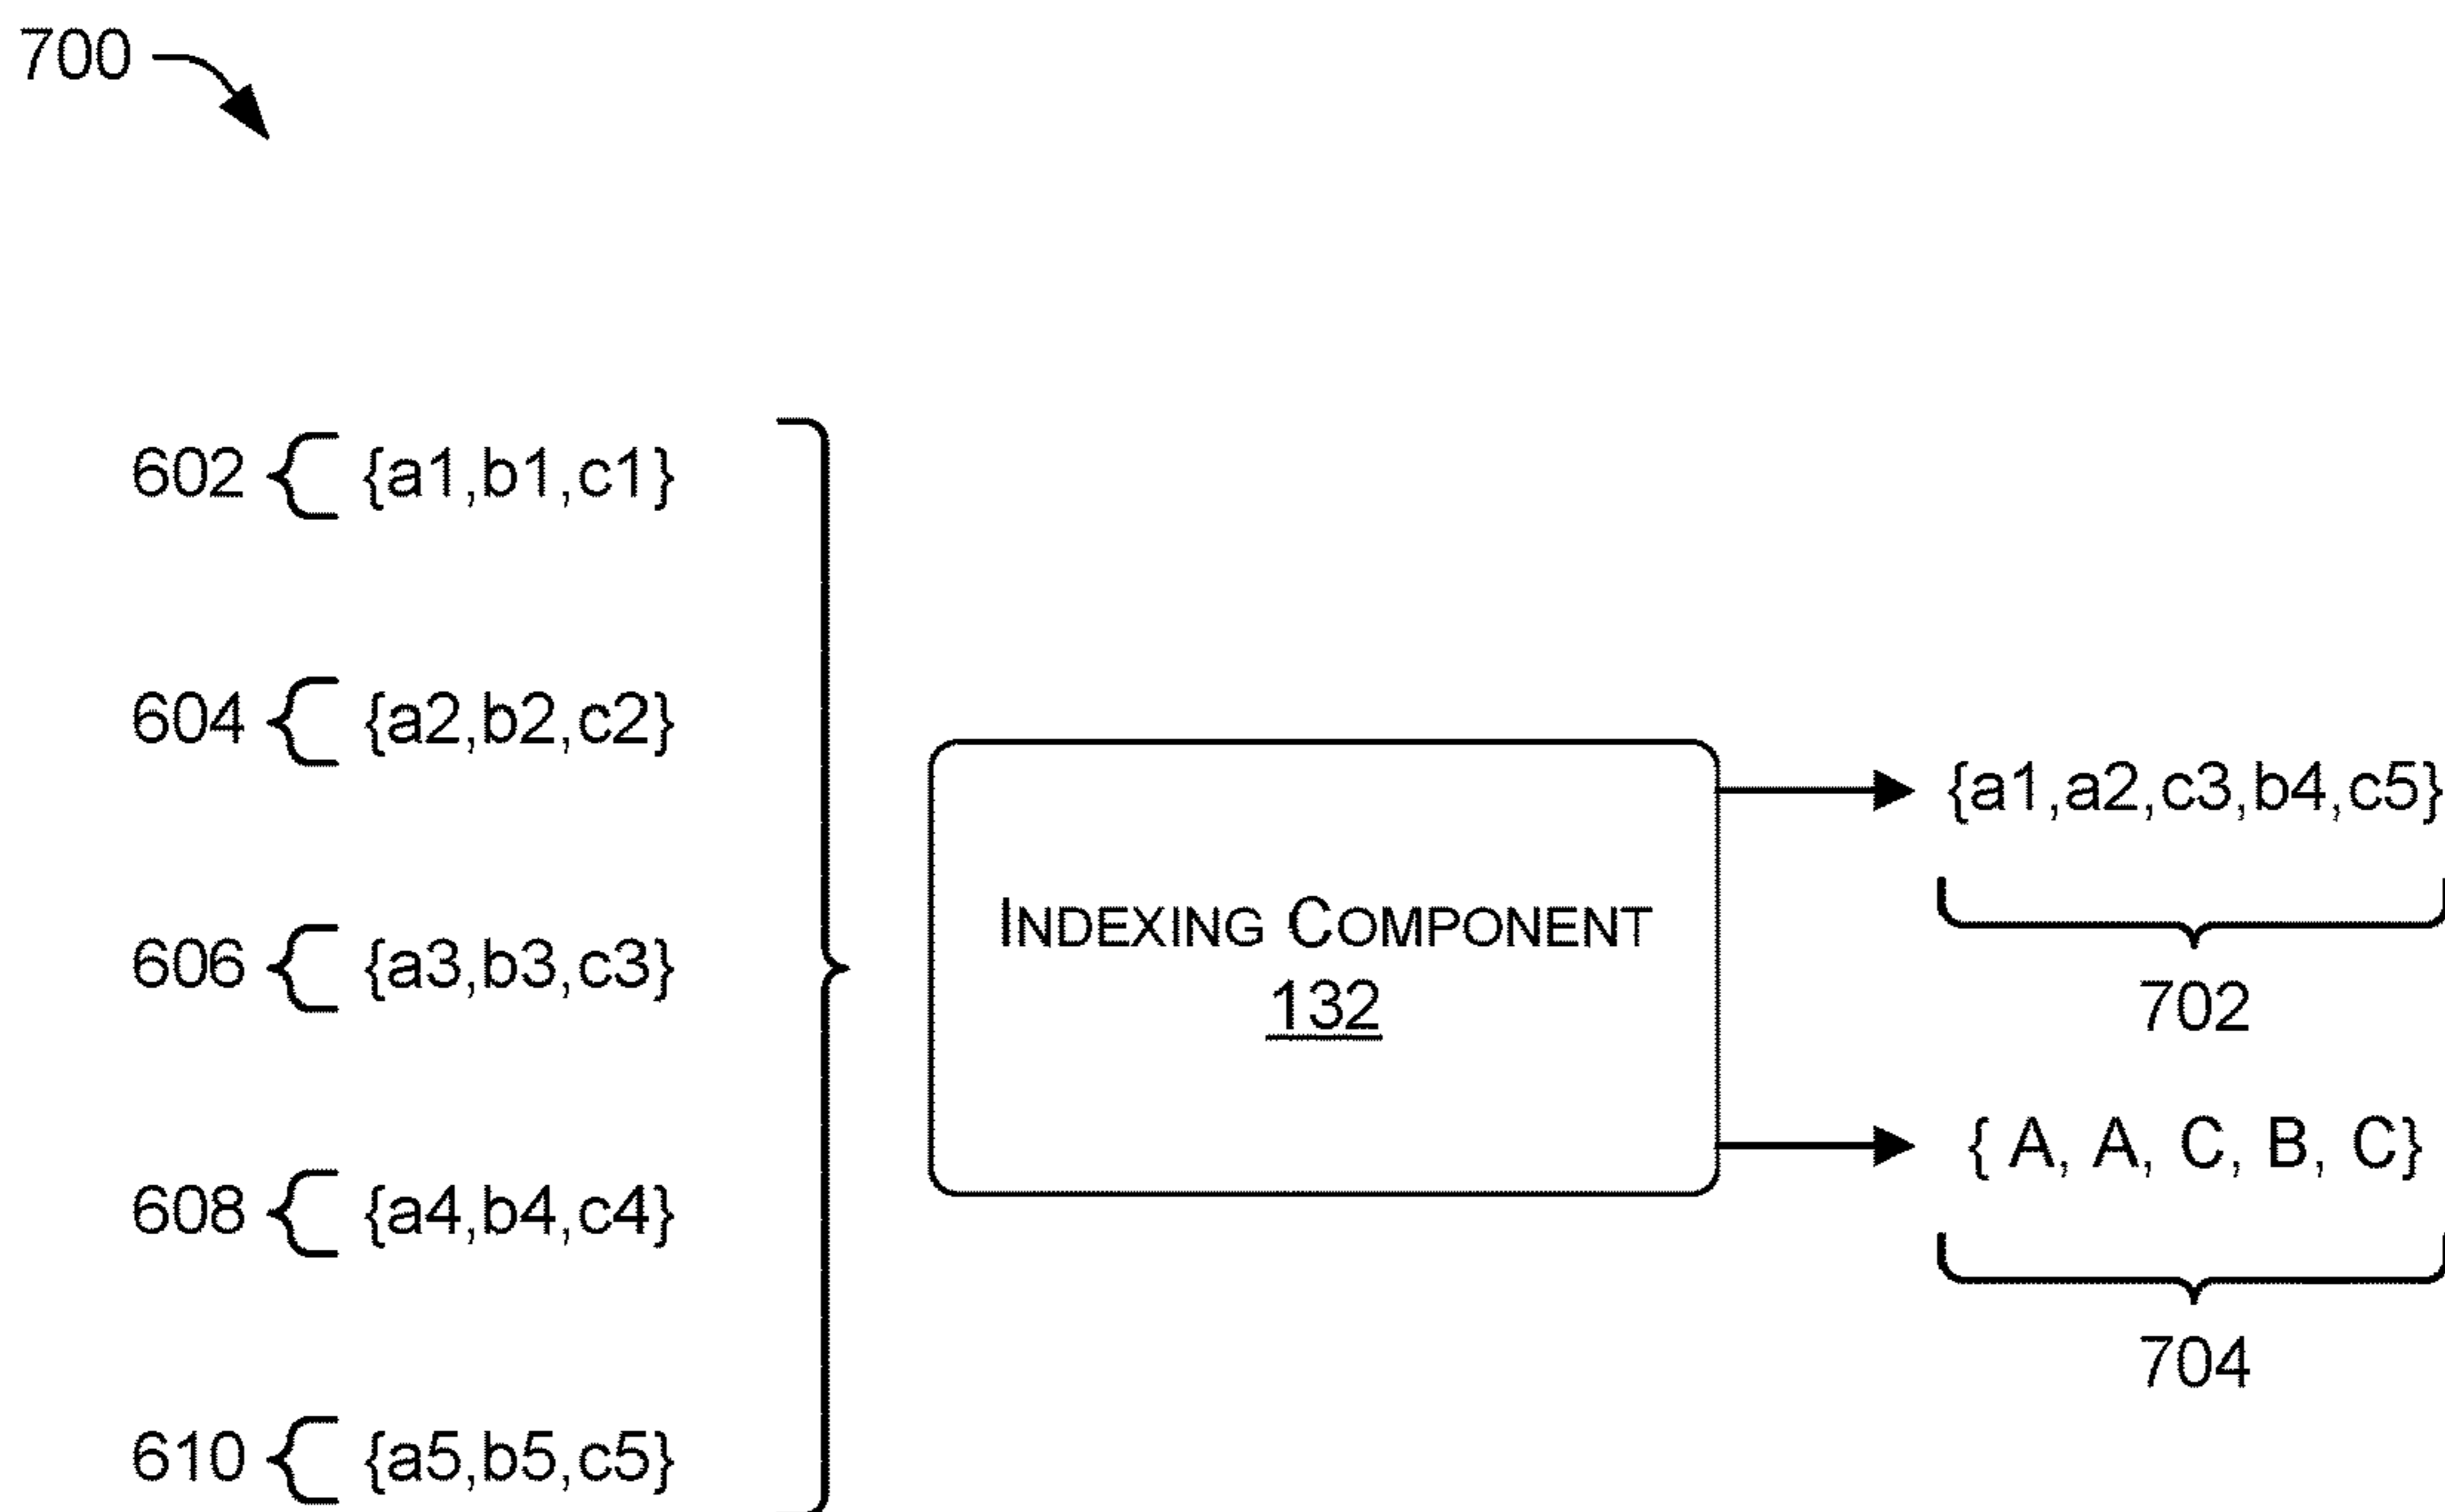 700
602 {a1,b1,c1}
604 {a2,b2,c2}
606 {a3,b3,c3}
608 {a4,b4,c4}
610 {a5,b5,c5}
INDEXING COMPONENT
132
{a1,a2,c3,b4,c5}
702
{ A, A, C, B, C}
704